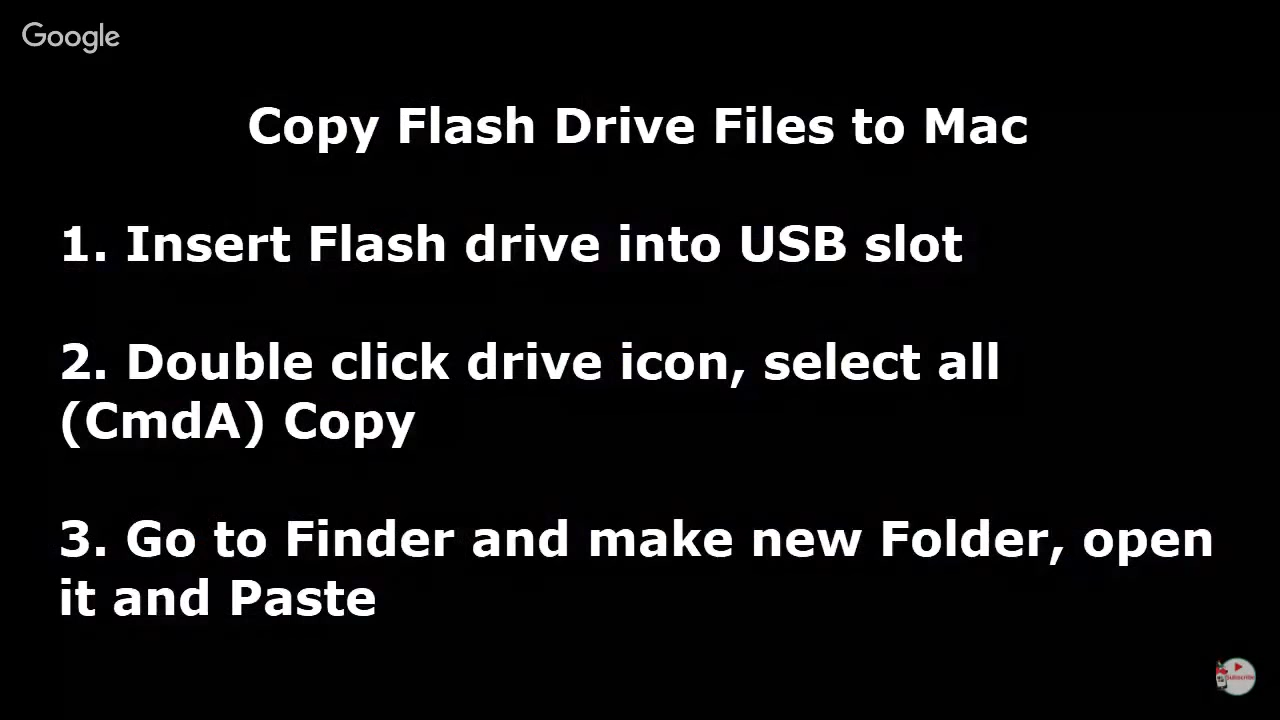 Google
Copy Flash Drive Files to Mac
1. Insert Flash drive into USB slot
2. Double click drive icon, select all
(CmdA) Copy
3. Go to Finder and make new Folder, open
it and Paste